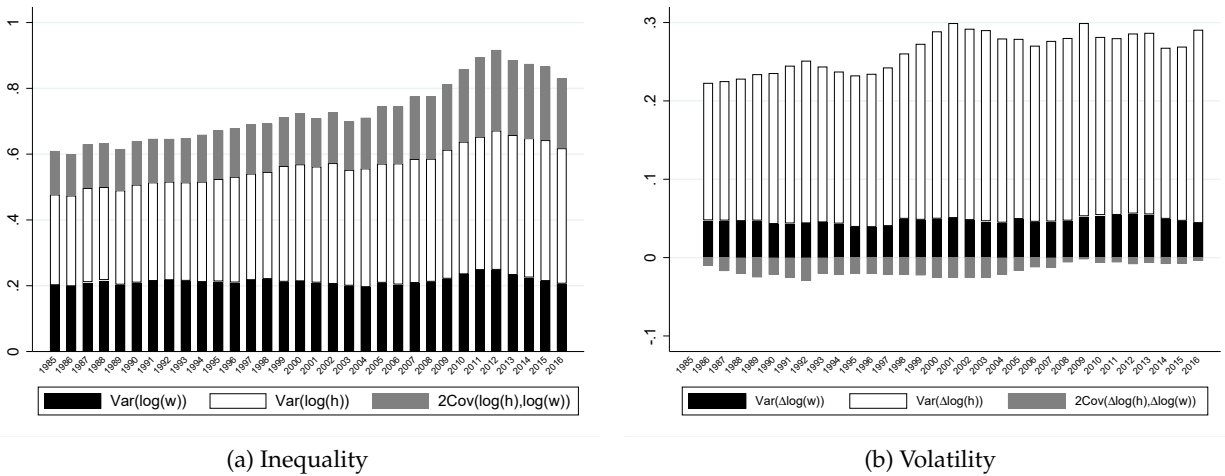 1
.8
.6
.4
.2
0
1985 1986 1987 1988 1989 1990 1991 1992 1993 1994 1995 1996 1997 1998 1999 2000 2001 2002 2003 2004 2005 2006 2007 2008 2009 2010 2011 2012 2013 2014 2015 2016
Var(log(w)) Var(log(h)) 2Cov(log(h),log(w))
(a) Inequality
.3
.2
.1
0
-.1
1985 1986 1987 1988 1989 1990 1991 1992 1993 1994 1995 1996 1997 1998 1999 2000 2001 2002 2003 2004 2005 2006 2007 2008 2009 2010 2011 2012 2013 2014 2015 2016
Var(Δlog(w)) Var(Δlog(h)) 2Cov(Δlog(h),Δlog(w))
(b) Volatility